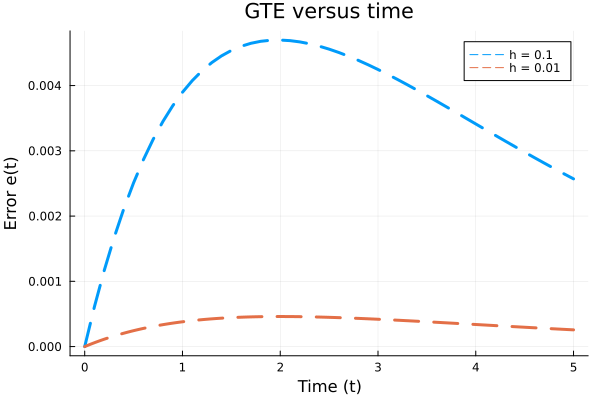 GTE versus time
h = 0.1
h = 0.01
0.004
0.003
0.002
0.001
0.000
Error e(t)
0 1 2 3 4 5
Time (t)